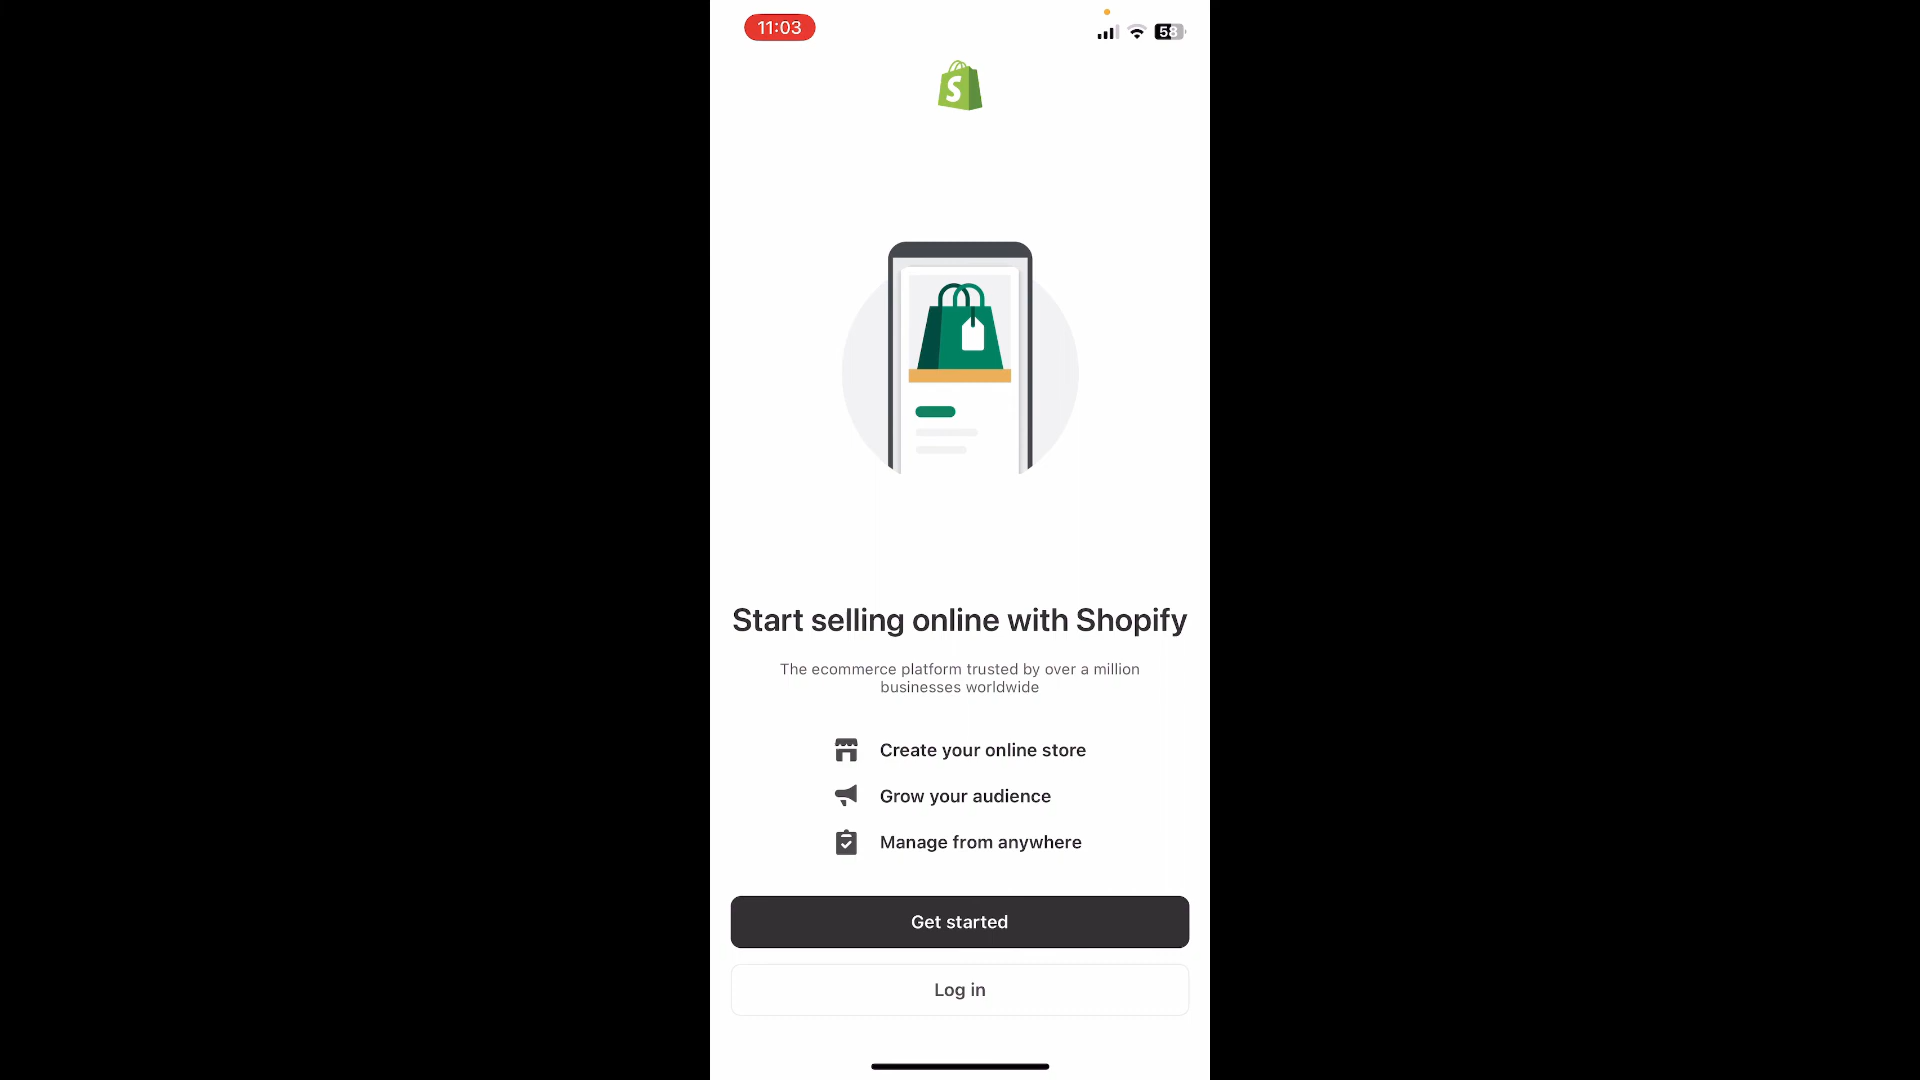 11:03
58
S
Start selling online with Shopify
The ecommerce platform trusted by over a million
businesses worldwide
Create your online store
Grow your audience
Manage from anywhere
Get started
Log in